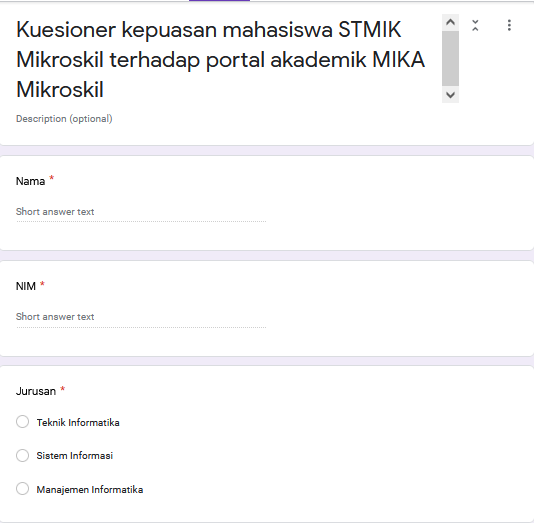 Kuesioner kepuasan mahasiswa STMIK
Mikroskil terhadap portal akademik MIKA
Mikroskil
Description (optional)
Nama *
Short answer text
NIM *
Short answer text
Jurusan *
Teknik Informatika
Sistem Informasi
Manajemen Informatika